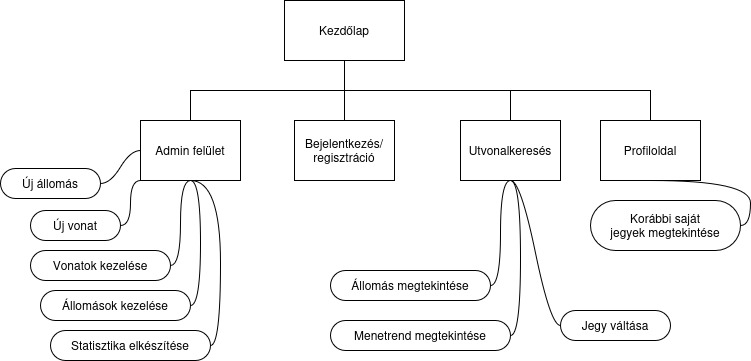 Kezdőlap
Admin felület
Bejelentkezés/
regisztráció
Utvonalkeresés
Profiloldal
Új állomás
Új vonat
Vonatok kezelése
Állomások kezelése
Statisztika elkészítése
Állomás megtekintése
Menetrend megtekintése
Jegy váltása
Korábbi saját
jegyek megtekintése